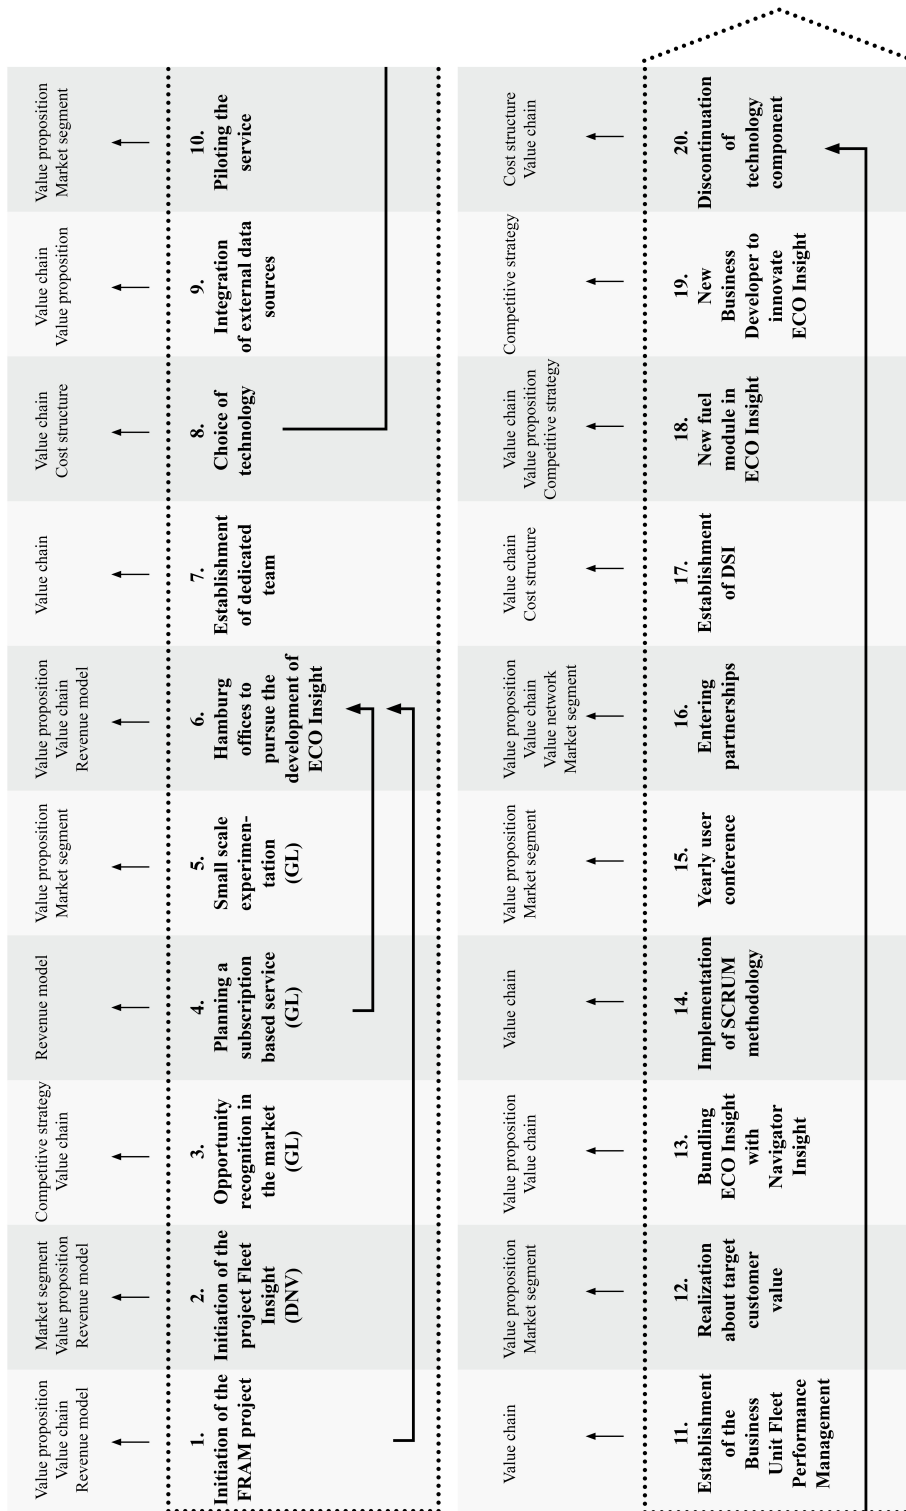 Value proposition
Value chain
Revenue model
1.
Initiation of the
FRAM project
Market segment
Value proposition
Revenue model
2.
Initiation of the
project Fleet
Insight
(DNV)
Competitive strategy
Value chain
3.
Opportunity
recognition in
the market
(GL)
Revenue model
4.
Planning a
subscription
based service
(GL)
Value proposition
Market segment
5.
Small scale
experimen-
tation
(GL)
Value proposition
Value chain
Revenue model
6.
Hamburg
offices to
pursue the
development of
ECO Insight
Value chain
7.
Establishment
of dedicated
team
Value chain
Cost structure
8.
Choice of
technology
Value chain
Value proposition
9.
Integration
of external data
sources
Value proposition
Market segment
10.
Piloting the
service
Value chain
11.
Establishment
of the
Business
Unit Fleet
Performance
Management
Value proposition
Market segment
12.
Realization
about target
customer
value
Value proposition
Value chain
13.
Bunding
ECO Insight
with
Navigator
Insight
Value chain
14.
Implementation
of SCRUM
methodology
Value proposition
Market segment
15.
Yearly user
conference
Value proposition
Value chain
Value network
Market segment
16.
Entering
partnerships
Value chain
Cost structure
17.
Establishment
of DSI
Value chain
Value proposition
Competitive strategy
18.
New fuel
module in
ECO Insight
Competitive strategy
19.
New
Business
Developer to
innovate
ECO Insight
Cost structure
Value chain
20.
Discontinuation
of
technology
component